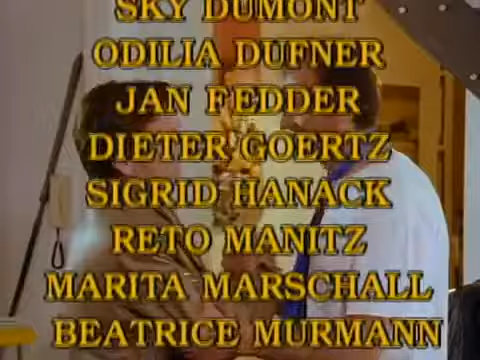 SKY DUMONT
ODILIA DUFNER
JAN FEDDER
DIETER GOERTZ
SIGRID HANACK
RETO MANITZ
MARITA MARSCHALL
BEATRICE MURMANN